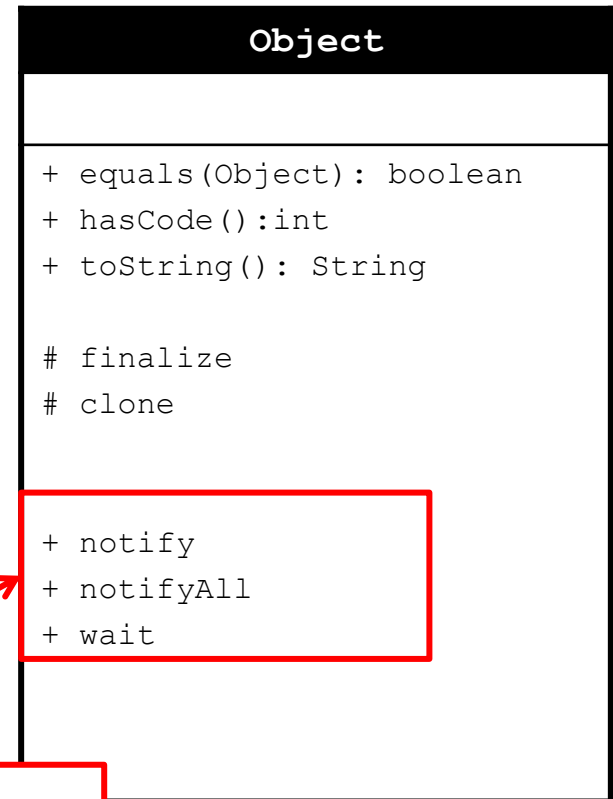 Object
+ equals(Object): boolean
+ hasCode():int
+ toString(): String
# finalize
# clone
+ notify
+ notifyAll
+ wait